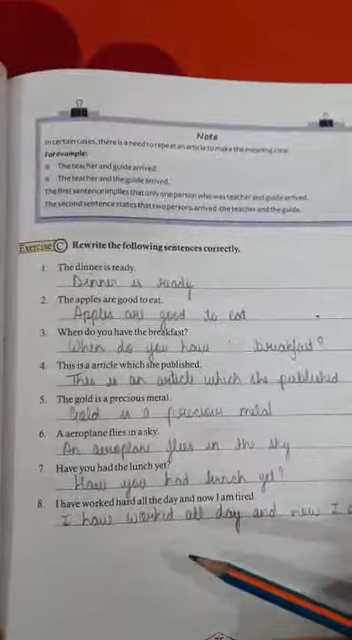 Note
In certain cases, there is a need to repeat an article to make the meaning clear.
For example:
The teacher and guide arrived.
The teacher and the guide arrived.
The first sentence implies that only one person who was teacher and guide arrived.
The second sentence states that two persons arrived-the teacher and the guide.
Exercise C Rewrite the following sentences correctly.
1. The dinner is ready.
Dinner is ready
2. The apples are good to eat.
Apples are good to eat
3. When do you have the breakfast?
When do you have breakfast?
4. This is a article which she published.
This is an article which she published
5. The gold is a precious metal.
Gold is a precious metal
6. A aeroplane flies in a sky.
An aeroplane flies in the sky
7. Have you had the lunch yet?
Have you had lunch yet?
8. I have worked hard all the day and now I am tired.
I have worked all day and now I